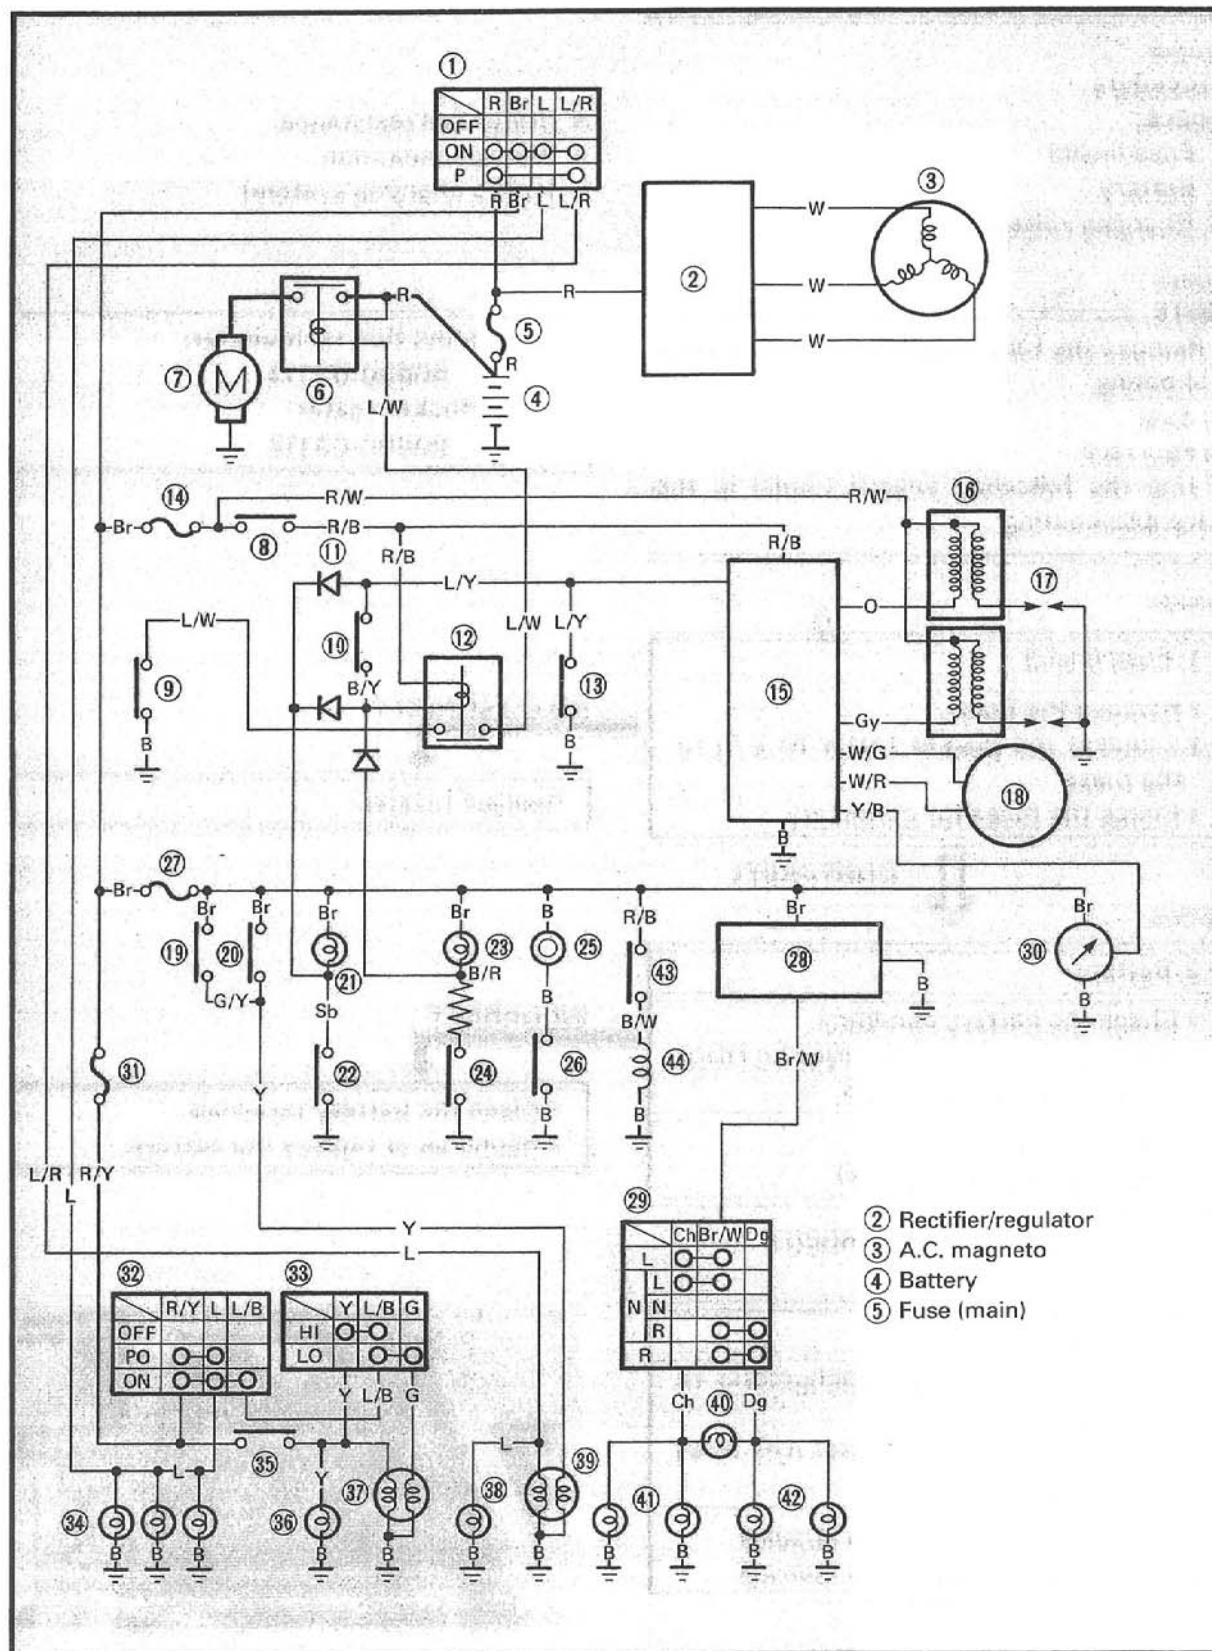 ①
R Br L L/R
OFF
ON
P
R Br L L/R
③
W
②
W
R
W
⑤
R
R
④
⑥
⑦
M
L/W
⑭
R/W
R/W
⑯
Br
R/B
⑧
R/B
R/B
⑪
L/Y
⑰
O
L/W
L/W
L/Y
⑩
⑫
⑨
B/Y
⑬
⑮
Gy
B
B
W/G
W/R
⑱
Y/B
B
㉗
Br
Br Br Br Br B R/B Br Br
⑲ ⑳ ㉑ ㉓ ㉕ ㊸ ㉘ ㉚
G/Y
B/R
B
B
Sb
B
B/W
Br/W
㉛
㉒ ㉔ ㉖ ㊹
Y
B
B
L/R R/Y
L
Y
L
㉙
Ch Br/W Dg
L
L
N N
R
R
② Rectifier/regulator
③ A.C. magneto
④ Battery
⑤ Fuse (main)
㉜
R/Y L L/B
OFF
PO
ON
㉝
Y L/B G
HI
LO
Y L/B G
Ch ㊵ Dg
L
㉟
Y
L
㊴
㉞ ㊱ ㊲ ㊳ ㊶ ㊷
B B B B B B B B B B B